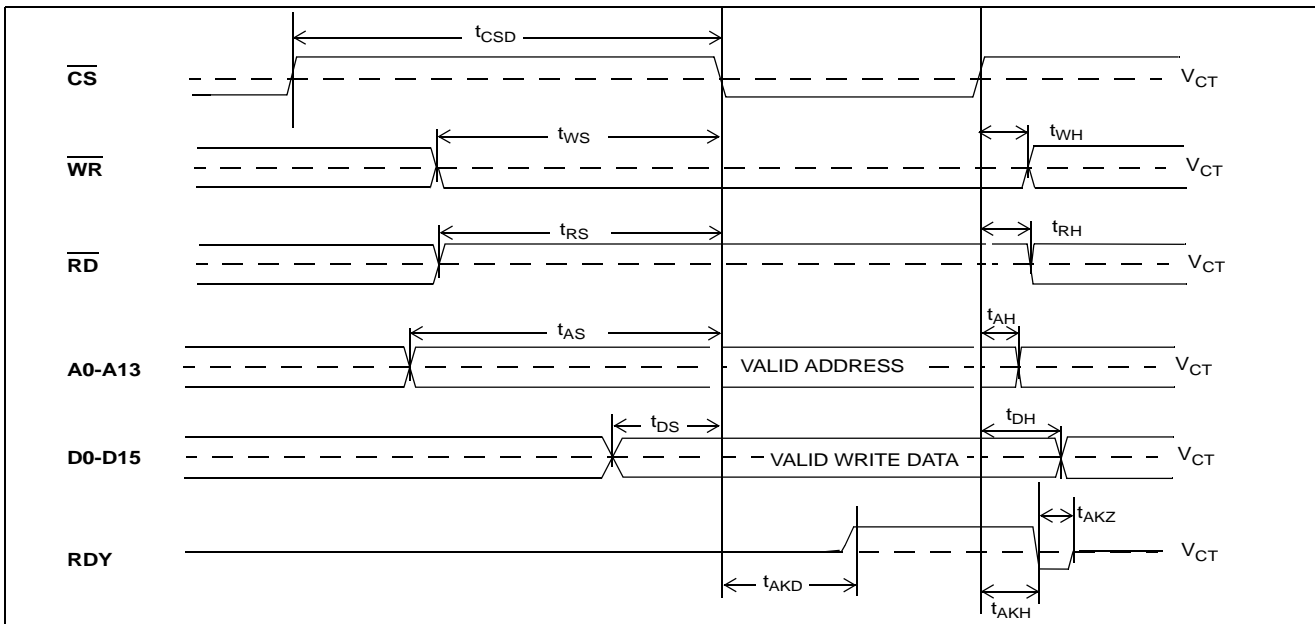 tCSD
CS VCT
tWS tWH
WR VCT
tRS tRH
RD VCT
tAS tAH
A0-A13 VALID ADDRESS VCT
tDS tDH
D0-D15 VALID WRITE DATA VCT
tAKZ
RDY VCT
tAKD
tAKH